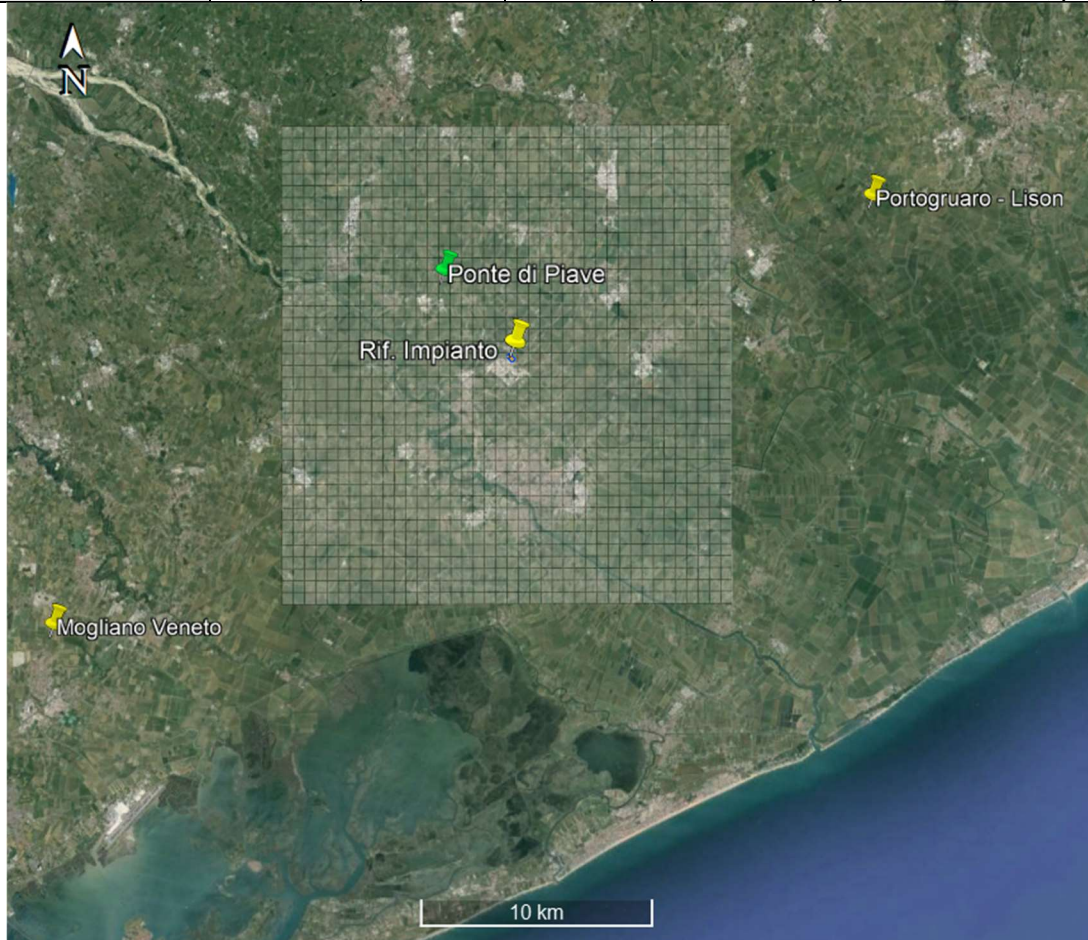 N
Portogruaro - Lison
Ponte di Piave
Rif. Impianto
Mogliano Veneto
10 km